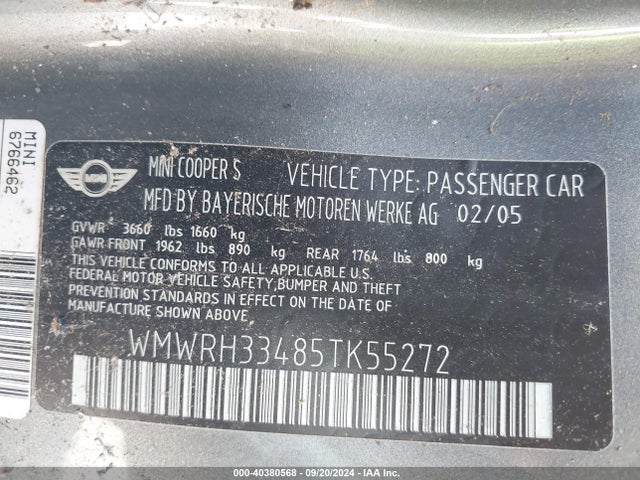 MINI
6766462
MINI
MINI COOPER S VEHICLE TYPE: PASSENGER CAR
MFD BY BAYERISCHE MOTOREN WERKE AG 02/05
GVWR 3660 lbs 1660 kg
GAWR FRONT 1962 lbs 890 kg REAR 1764 lbs 800 kg
THIS VEHICLE CONFORMS TO ALL APPLICABLE U.S.
FEDERAL MOTOR VEHICLE SAFETY,BUMPER AND THEFT
PREVENTION STANDARDS IN EFFECT ON THE DATE OF
MANUFACTURE SHOWN ABOVE.
WMWRH33485TK55272
000-40380568 - 09/20/2024 - IAA Inc.